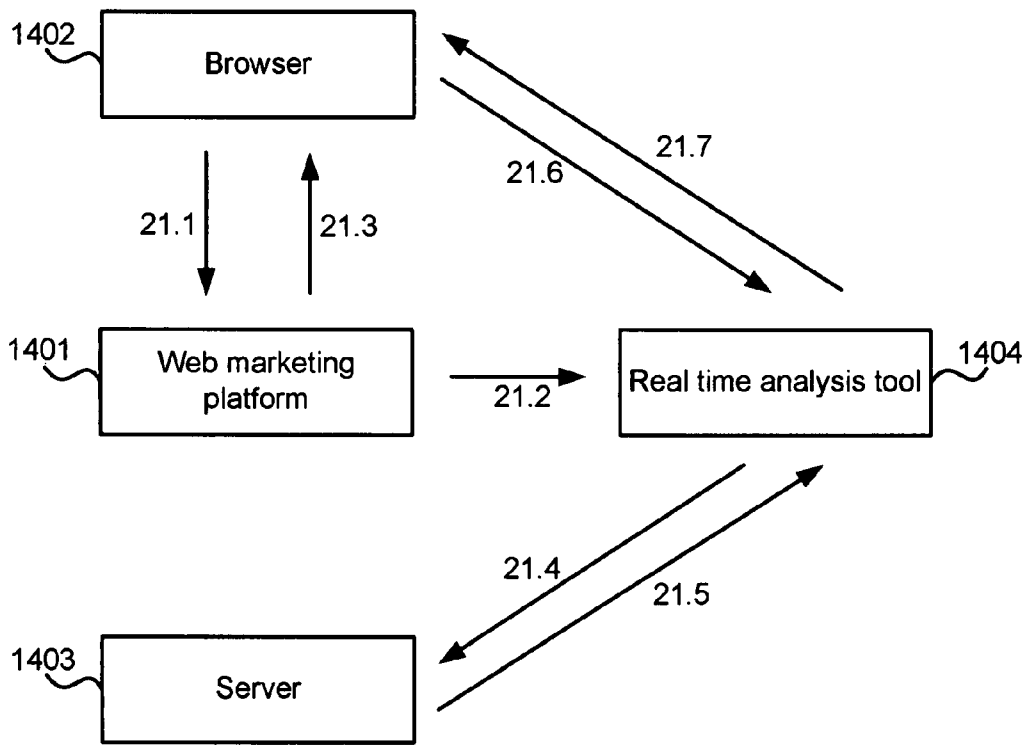 1402
Browser
21.7
21.6
21.1
21.3
1401
Web marketing
platform
21.2
Real time analysis tool
1404
21.4
21.5
1403
Server